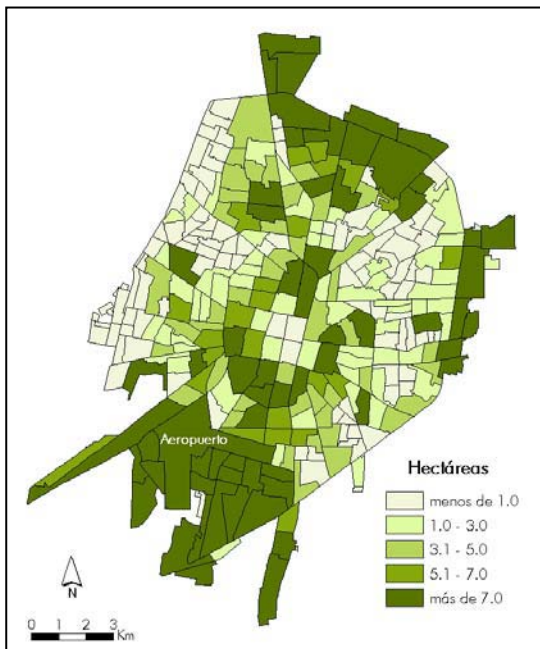 Aeropuerto
Hectáreas
menos de 1.0
1.0 - 3.0
3.1 - 5.0
5.1 - 7.0
más de 7.0
N
0 1 2 3
Km